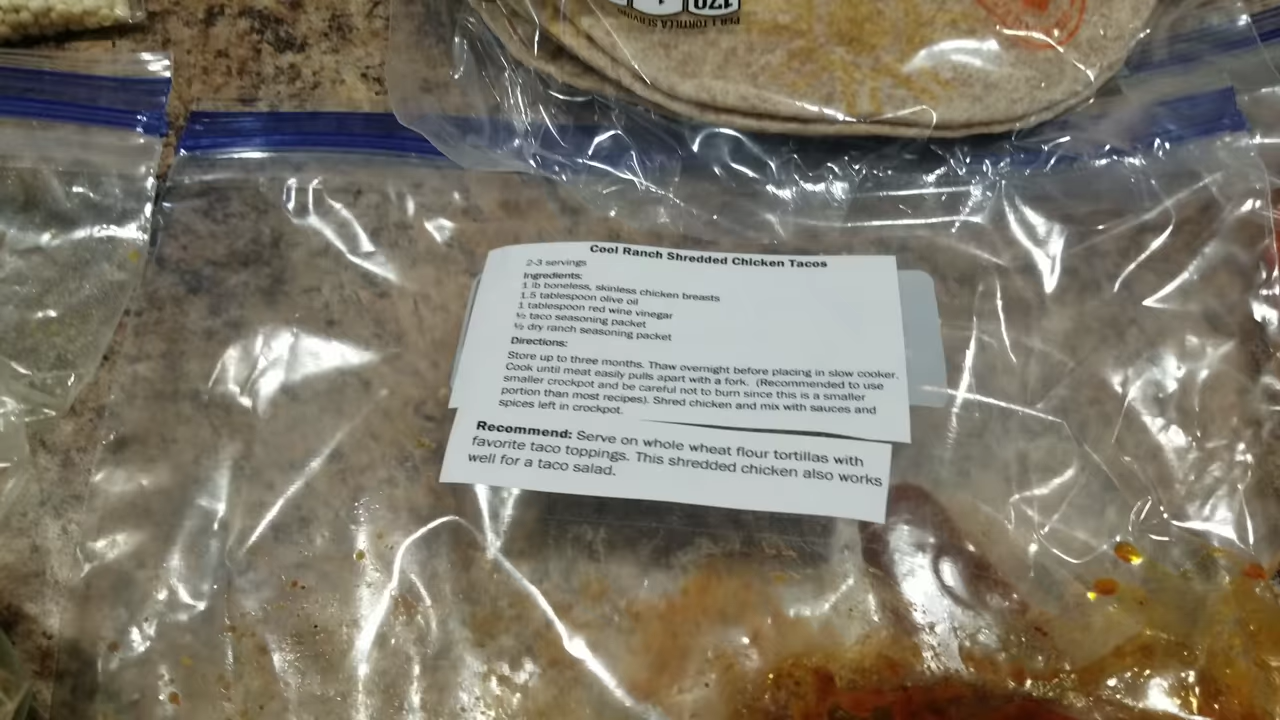 170
PER 1 TORTILLA SERVING
Cool Ranch Shredded Chicken Tacos
2-3 servings
Ingredients:
1 lb boneless, skinless chicken breasts
1.5 tablespoon olive oil
1 tablespoon red wine vinegar
½ taco seasoning packet
½ dry ranch seasoning packet
Directions:
Store up to three months. Thaw overnight before placing in slow cooker.
Cook until meat easily pulls apart with a fork. (Recommended to use
smaller crockpot and be careful not to burn since this is a smaller
portion than most recipes). Shred chicken and mix with sauces and
spices left in crockpot.
Recommend: Serve on whole wheat flour tortillas with
favorite taco toppings. This shredded chicken also works
well for a taco salad.